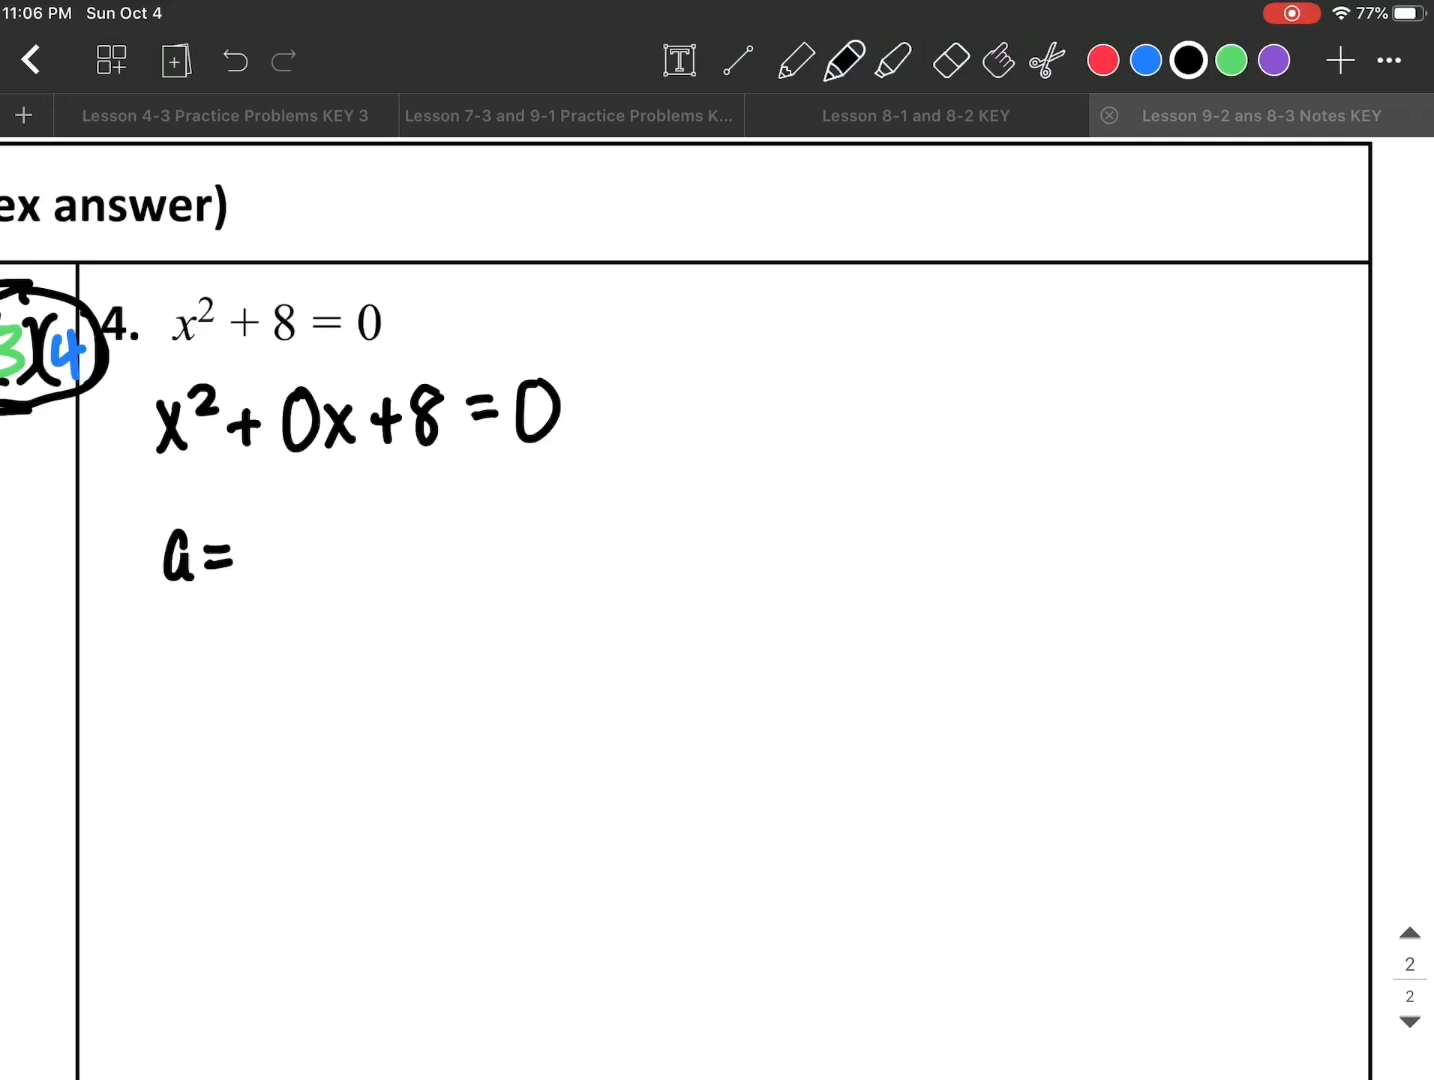 11:06 PM Sun Oct 4
77%
Lesson 4-3 Practice Problems KEY 3
Lesson 7-3 and 9-1 Practice Problems K...
Lesson 8-1 and 8-2 KEY
Lesson 9-2 ans 8-3 Notes KEY
ex answer)
3)(4)
4. x² + 8 = 0
x² + 0x + 8 = 0
a =
2
2